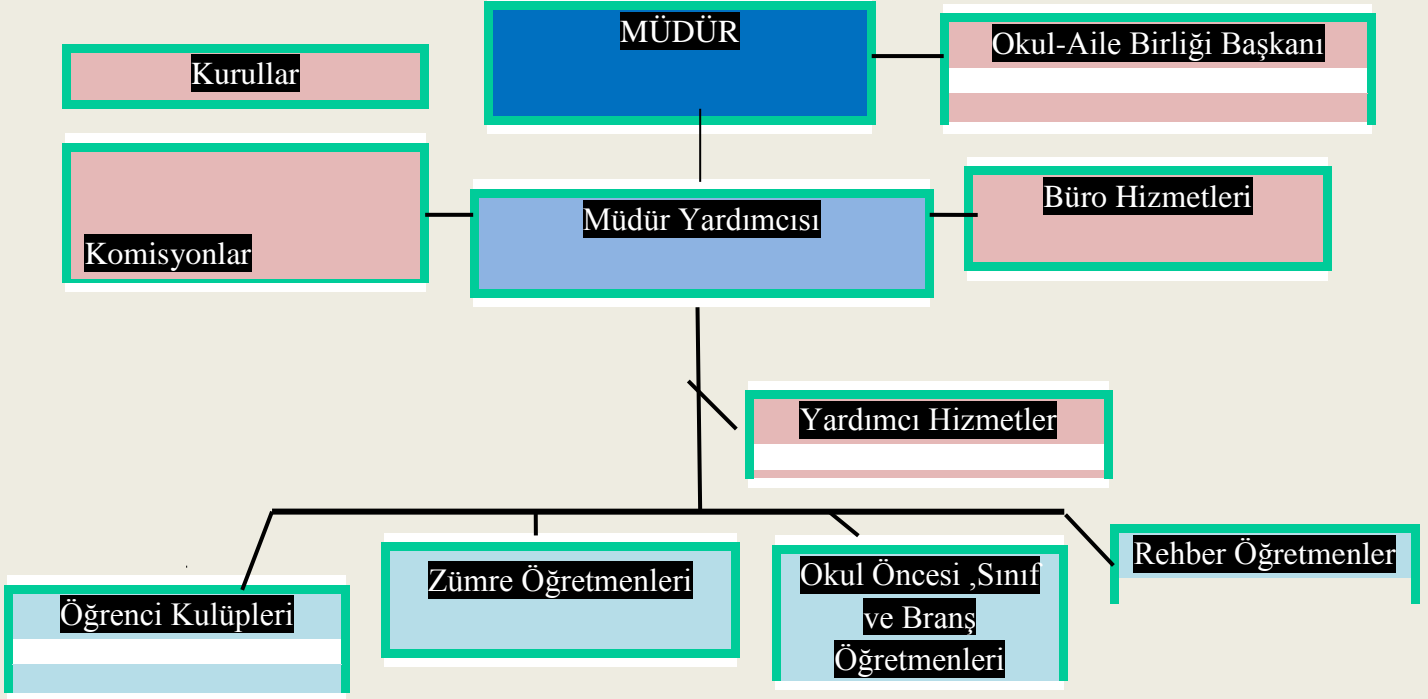 MÜDÜR
Okul-Aile Birliği Başkanı
Kurullar
Komisyonlar
Müdür Yardımcısı
Büro Hizmetleri
Yardımcı Hizmetler
Öğrenci Kulüpleri
Zümre Öğretmenleri
Okul Öncesi ,Sınıf
ve Branş
Öğretmenleri
Rehber Öğretmenler